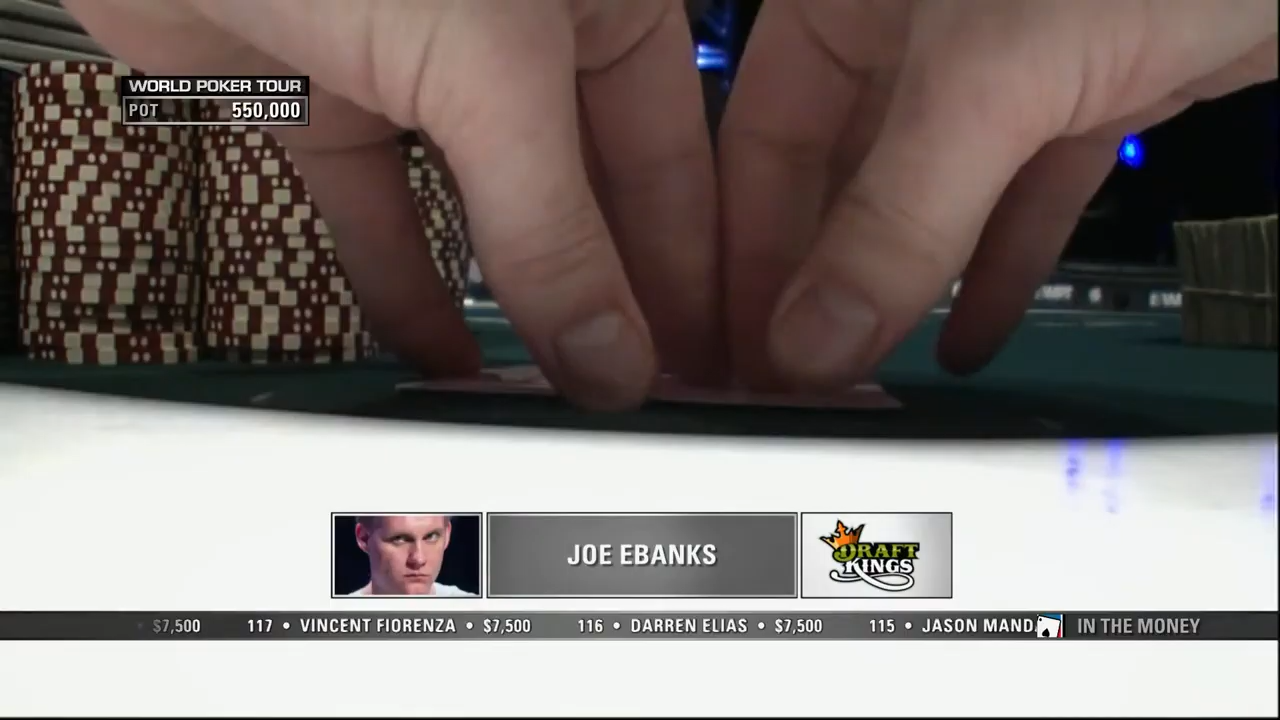 WORLD POKER TOUR
POT 550,000
JOE EBANKS
DRAFT
KINGS
$7,500 117 • VINCENT FIORENZA • $7,500 116 • DARREN ELIAS • $7,500 115 • JASON MAND IN THE MONEY